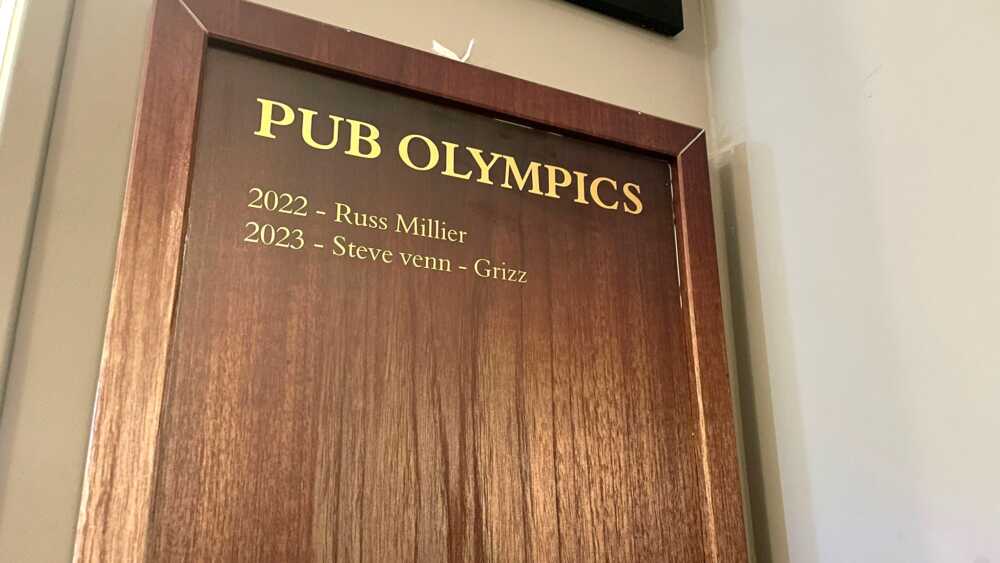 PUB OLYMPICS
2022 - Russ Millier
2023 - Steve venn - Grizz